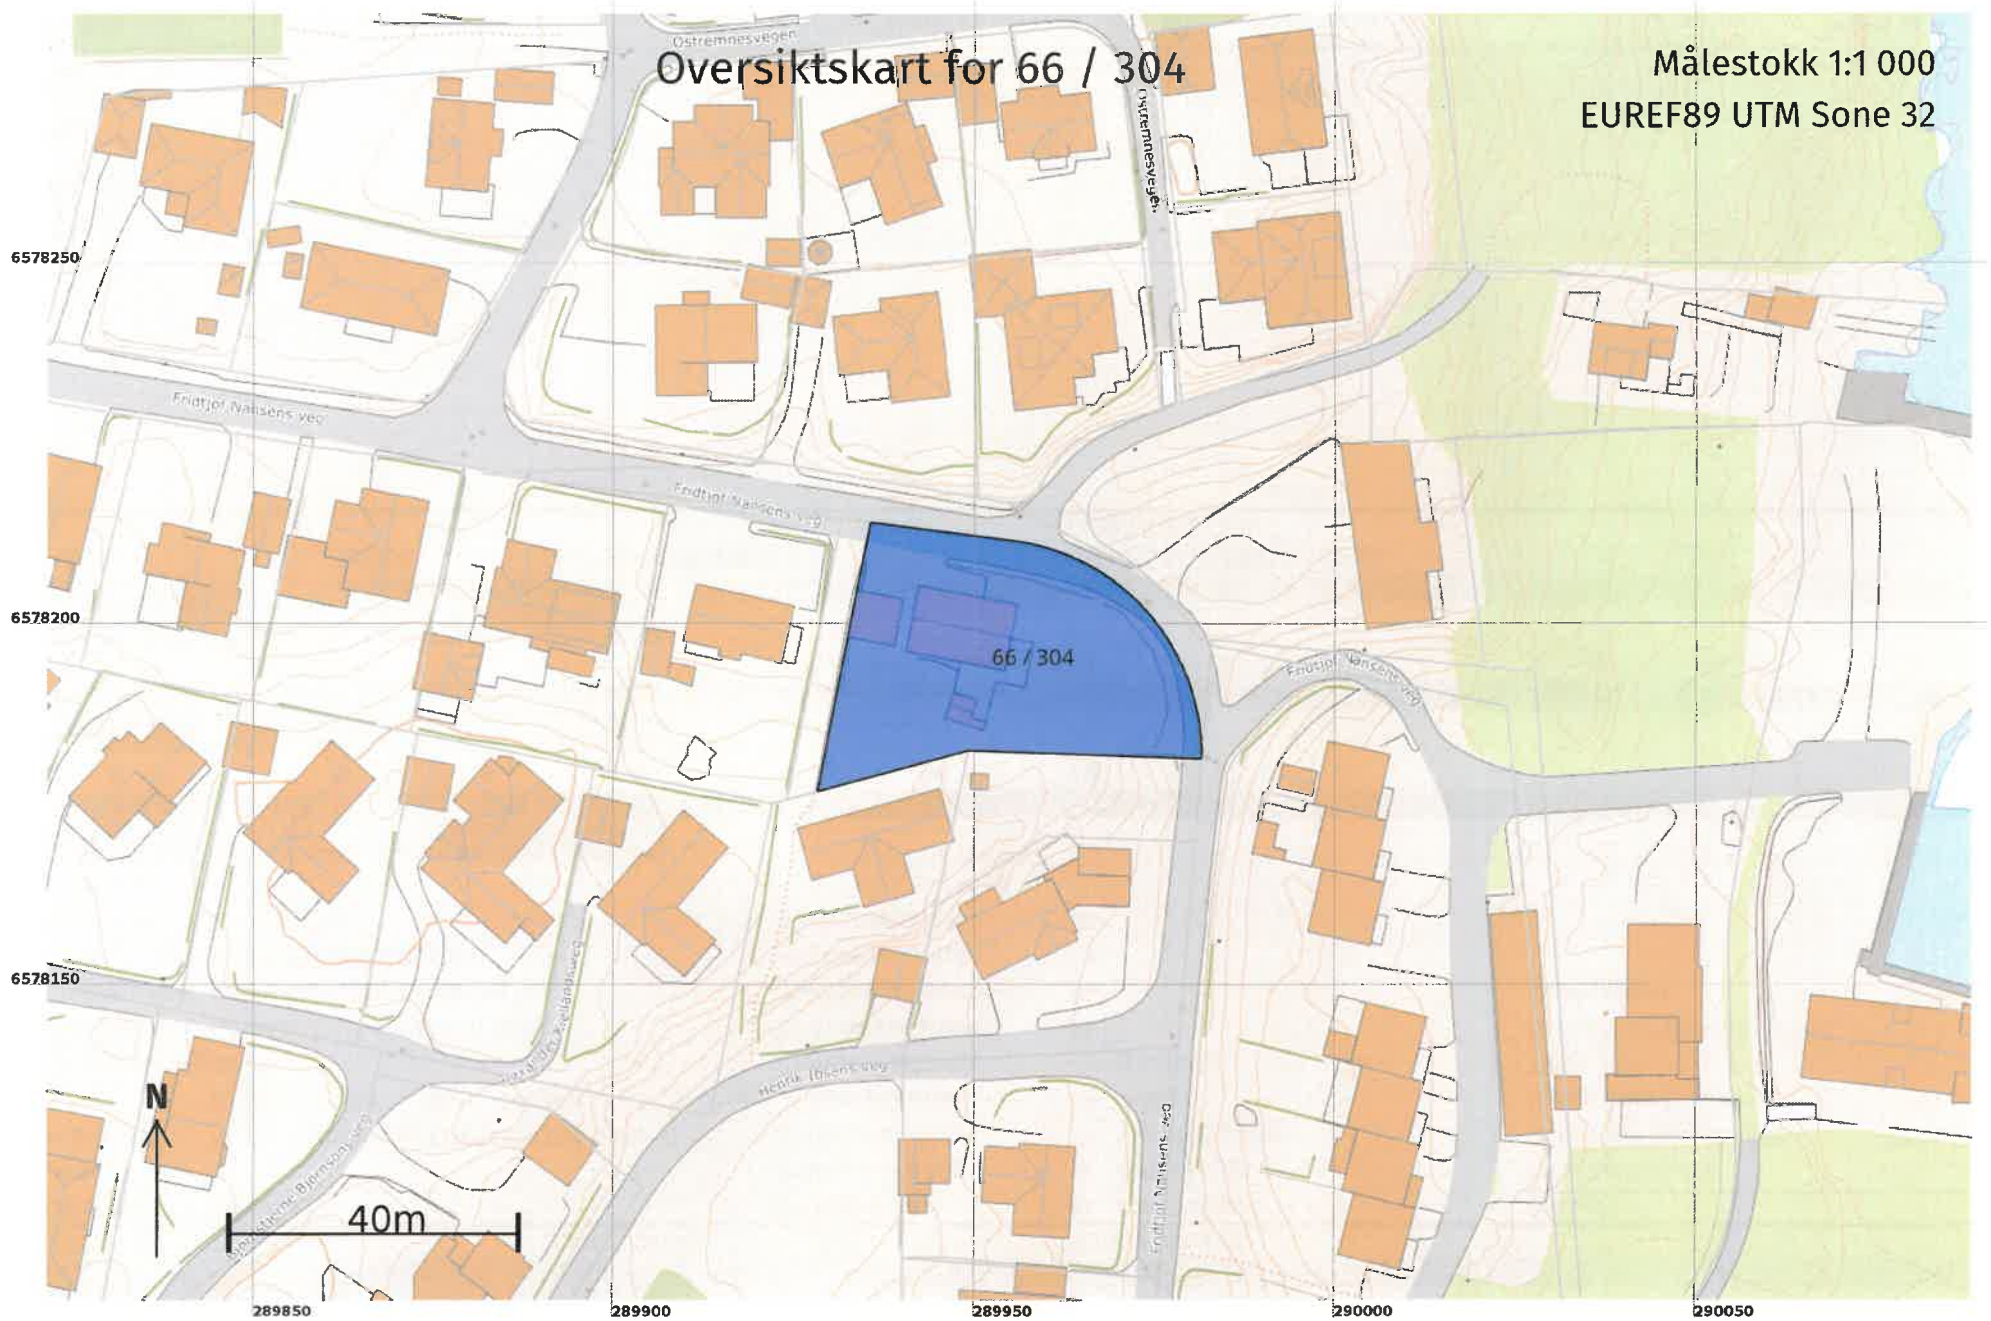 Ostremnesvegen
Oversiktskart for 66 / 304
Målestokk 1:1 000
EUREF89 UTM Sone 32
Ostremnesvegen
6578250
Fridtjof Nansens veg
Fridtjof Nansens veg
6578200
66 / 304
Fridtjof Nansens veg
6578150
Henrik Ibsens veg
N
Fridtjof Nansens veg
40m
289850
289900
289950
290000
290050